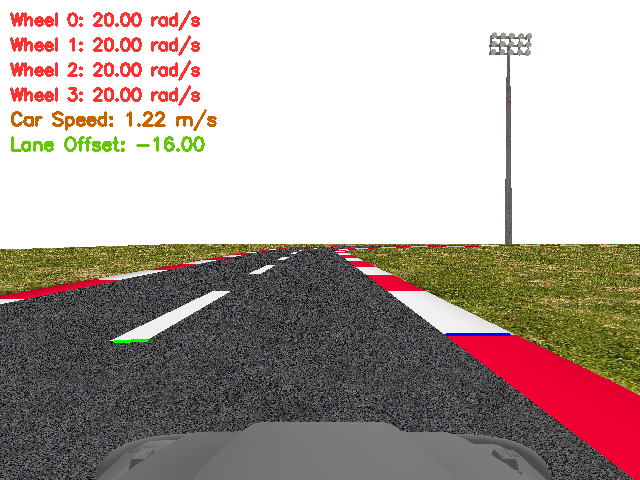 Wheel 0: 20.00 rad/s
Wheel 1: 20.00 rad/s
Wheel 2: 20.00 rad/s
Wheel 3: 20.00 rad/s
Car Speed: 1.22 m/s
Lane Offset: -16.00